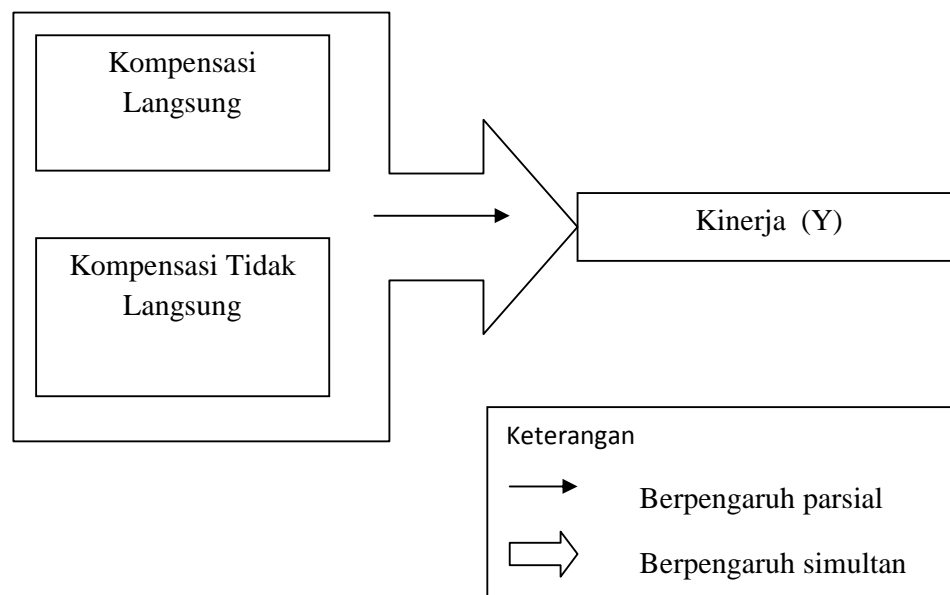 Kompensasi
Langsung
Kompensasi Tidak
Langsung
Kinerja (Y)
Keterangan
Berpengaruh parsial
Berpengaruh simultan